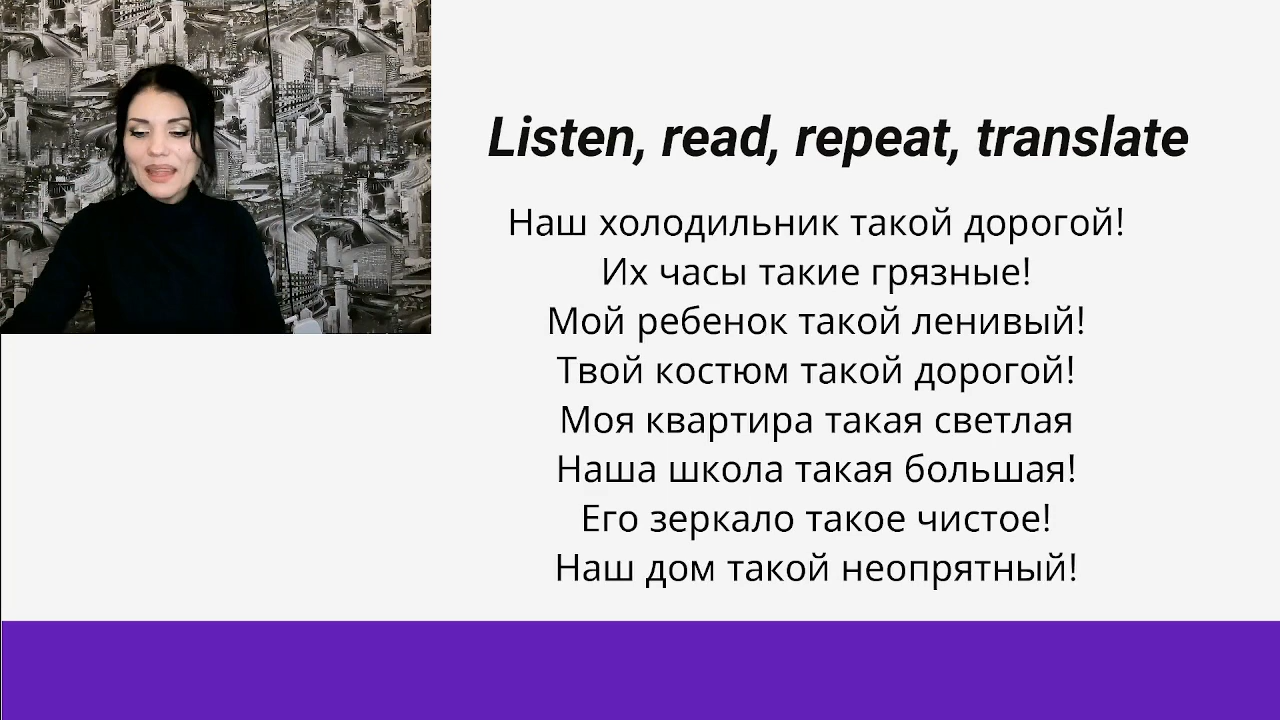 Listen, read, repeat, translate
Наш холодильник такой дорогой!
Их часы такие грязные!
Мой ребенок такой ленивый!
Твой костюм такой дорогой!
Моя квартира такая светлая
Наша школа такая большая!
Его зеркало такое чистое!
Наш дом такой неопрятный!